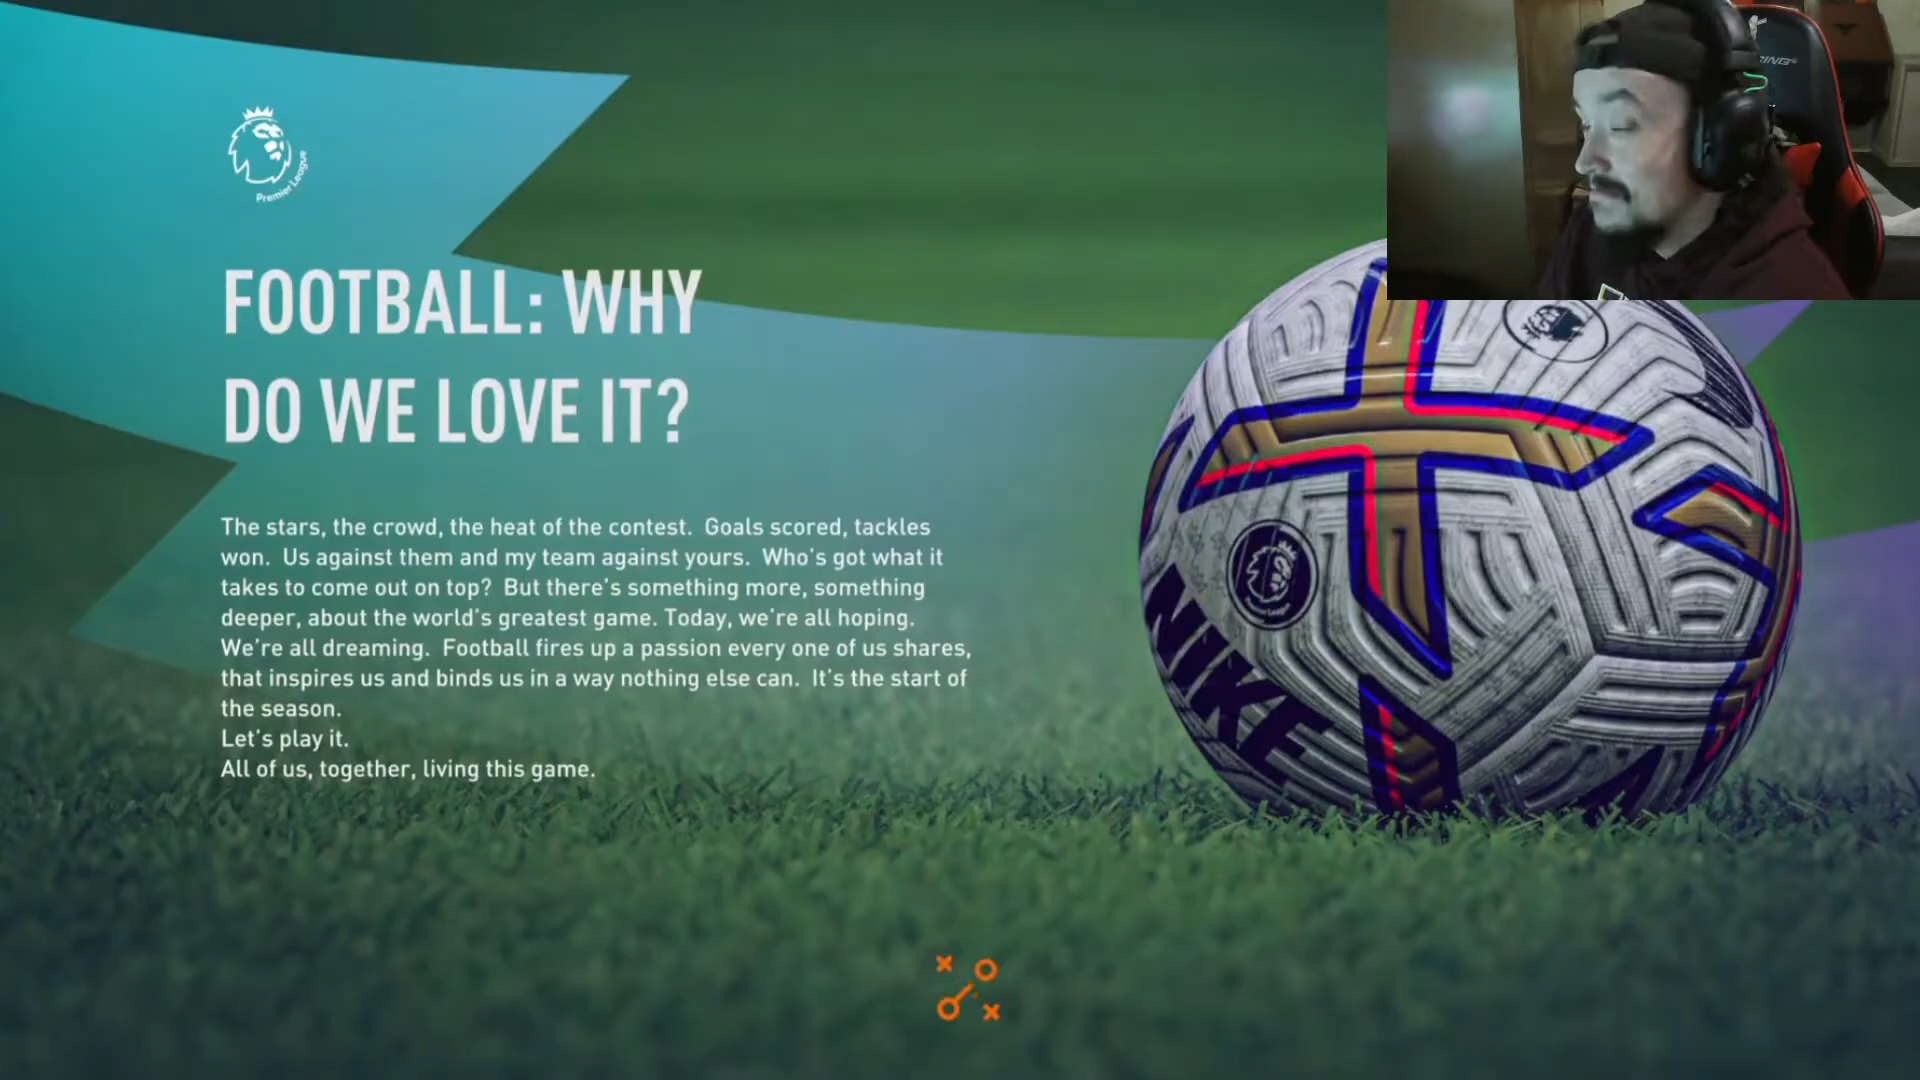 Premier League
FOOTBALL: WHY
DO WE LOVE IT?
The stars, the crowd, the heat of the contest.  Goals scored, tackles
won.  Us against them and my team against yours.  Who's got what it
takes to come out on top?  But there's something more, something
deeper, about the world's greatest game. Today, we're all hoping.
We're all dreaming.  Football fires up a passion every one of us shares,
that inspires us and binds us in a way nothing else can.  It's the start of
the season.
Let's play it.
All of us, together, living this game.
Premier League
NIKE